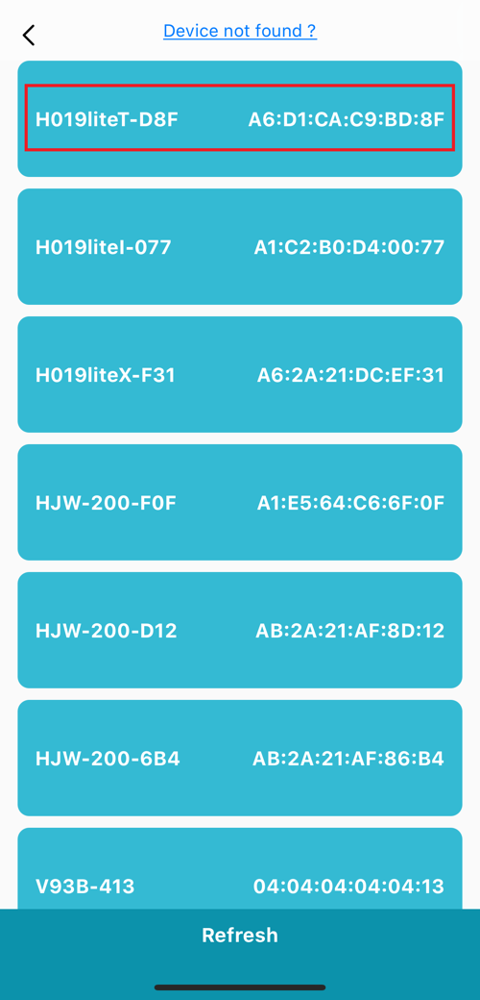 Device not found ?
H019liteT-D8F A6:D1:CA:C9:BD:8F
H019liteI-077 A1:C2:B0:D4:00:77
H019liteX-F31 A6:2A:21:DC:EF:31
HJW-200-F0F A1:E5:64:C6:6F:0F
HJW-200-D12 AB:2A:21:AF:8D:12
HJW-200-6B4 AB:2A:21:AF:86:B4
V93B-413 04:04:04:04:04:13
Refresh